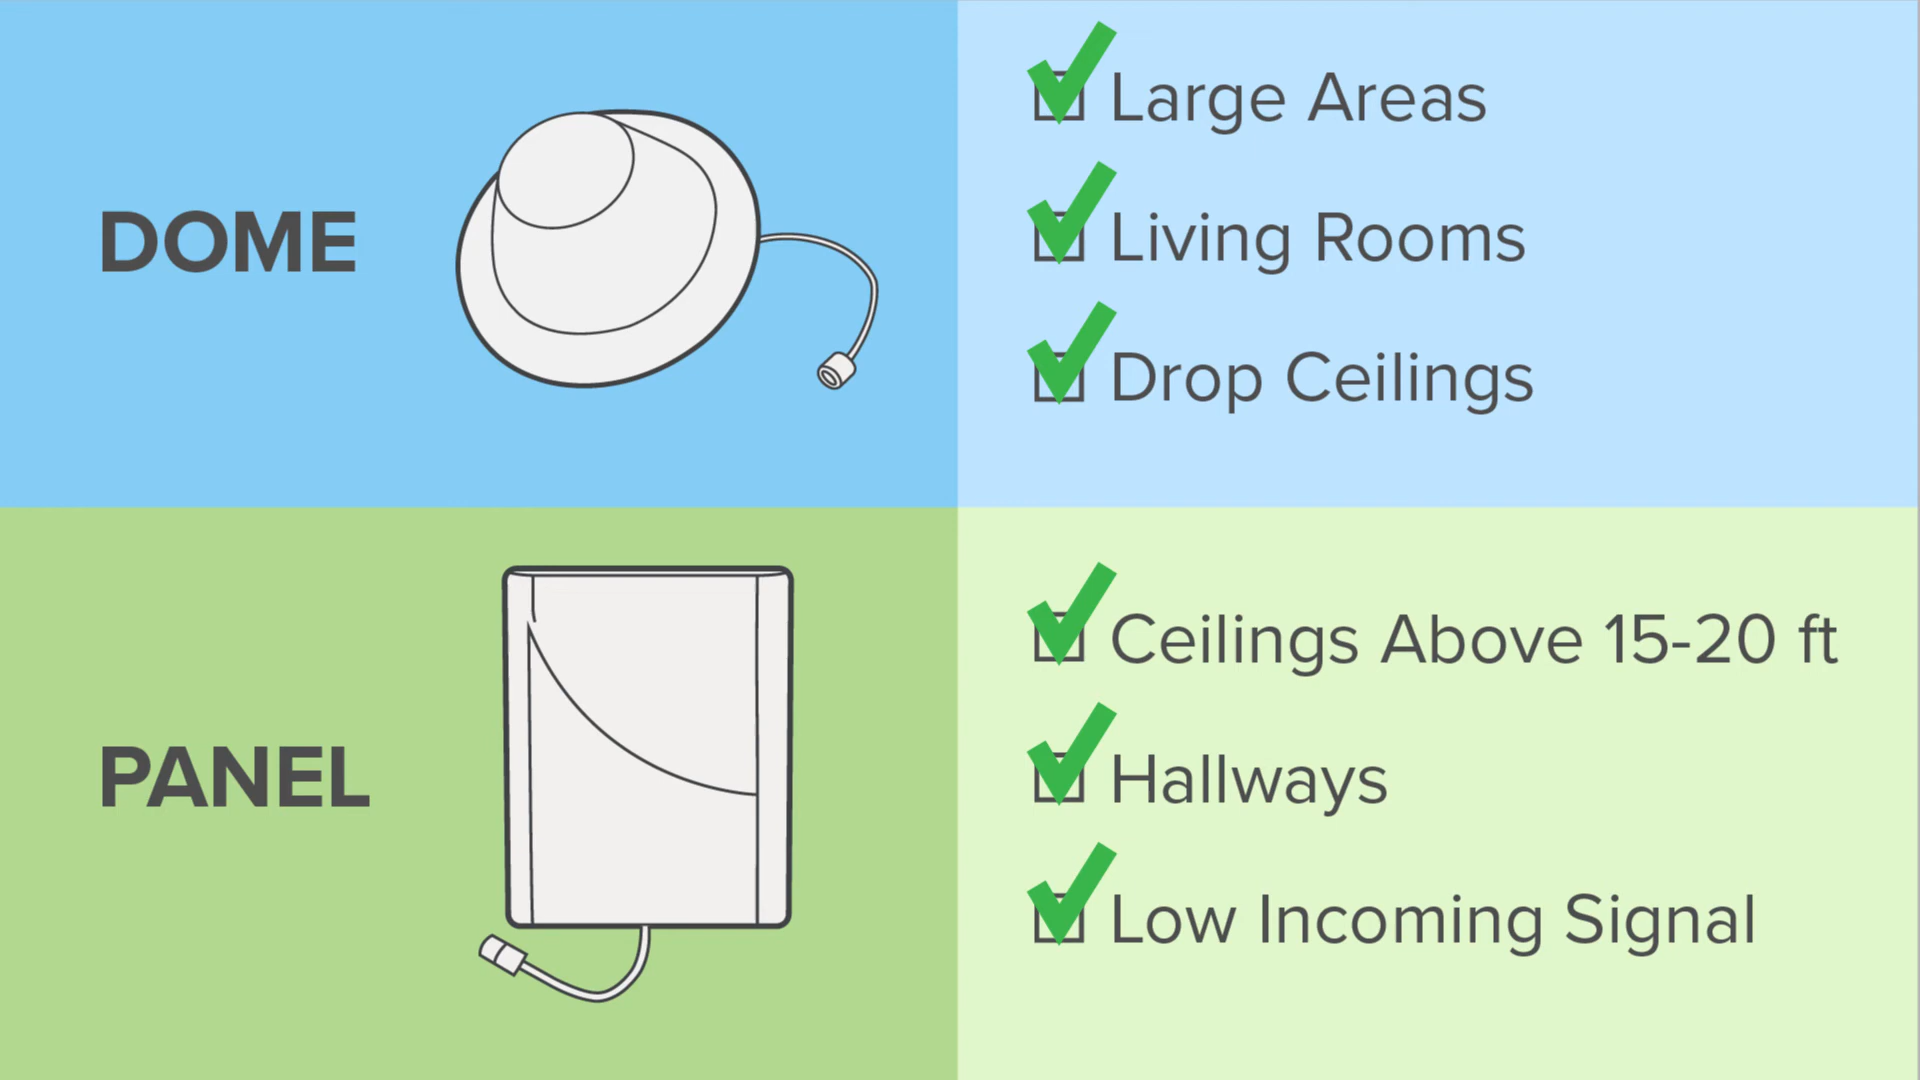 DOME
Large Areas
Living Rooms
Drop Ceilings
PANEL
Ceilings Above 15-20 ft
Hallways
Low Incoming Signal